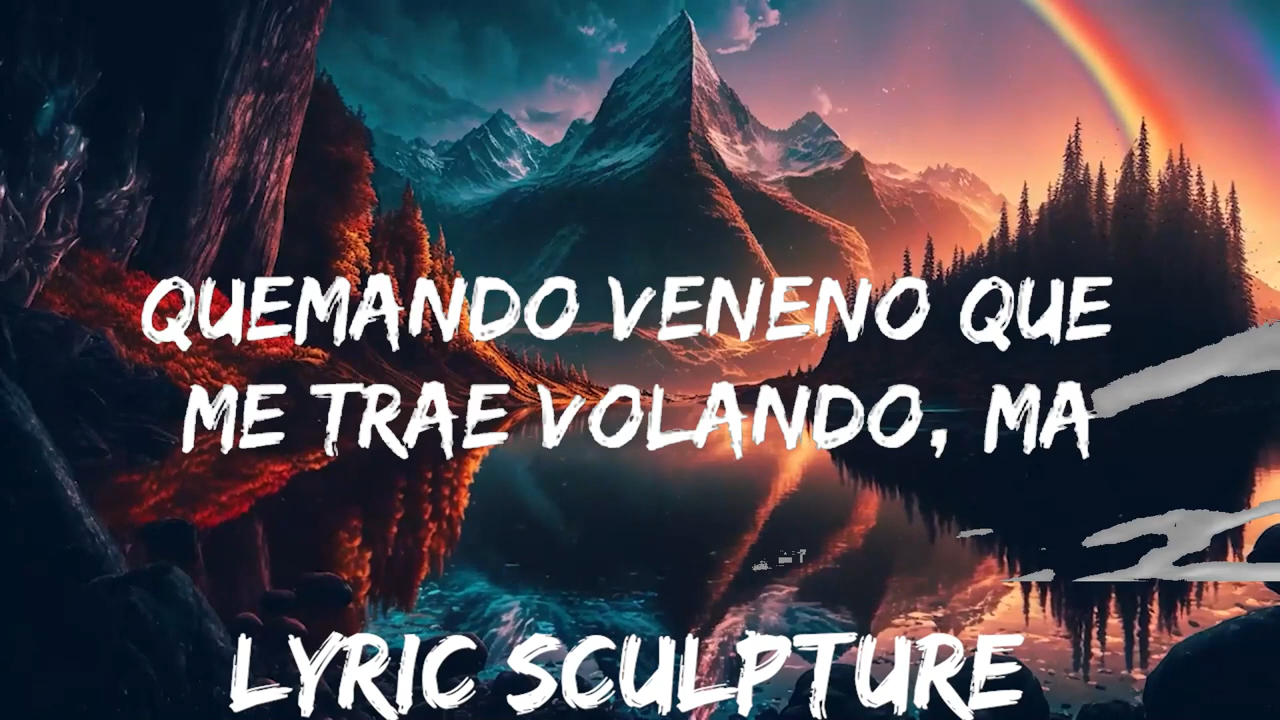 QUEMANDO VENENO QUE
ME TRAE VOLANDO, MA
LYRIC SCULPTURE